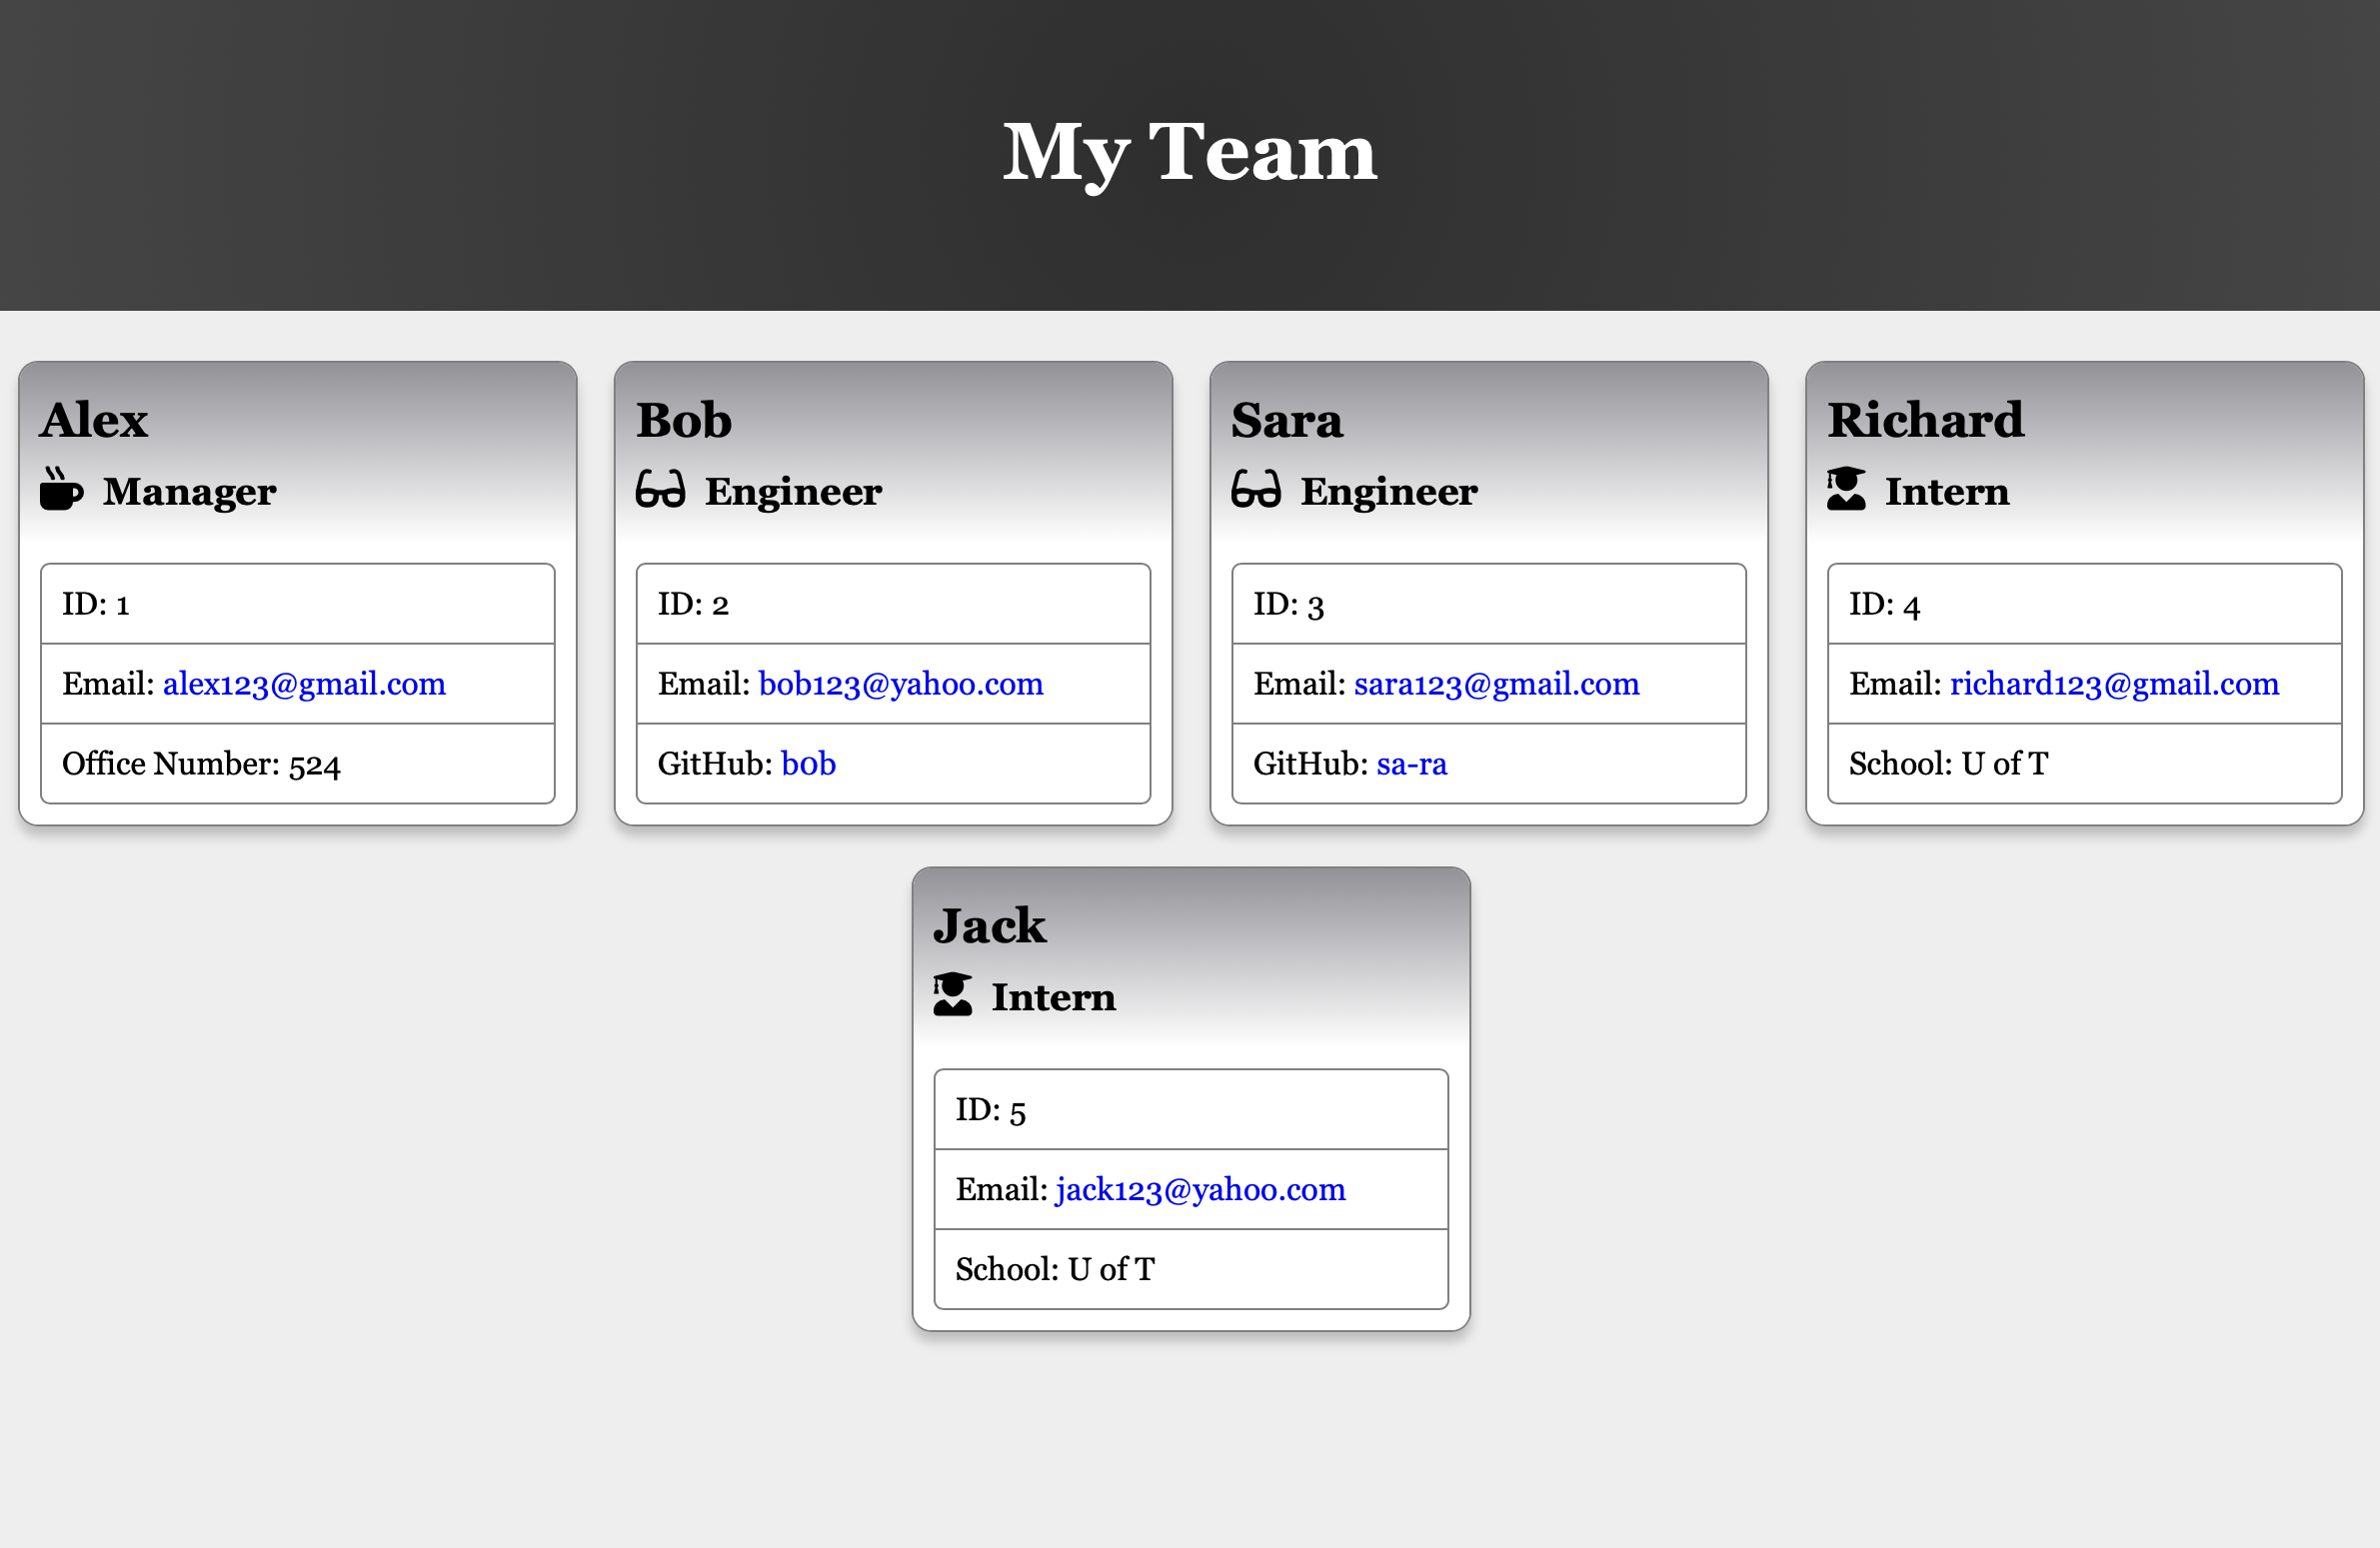 My Team
Alex
Manager
ID: 1
Email: alex123@gmail.com
Office Number: 524
Bob
Engineer
ID: 2
Email: bob123@yahoo.com
GitHub: bob
Sara
Engineer
ID: 3
Email: sara123@gmail.com
GitHub: sa-ra
Richard
Intern
ID: 4
Email: richard123@gmail.com
School: U of T
Jack
Intern
ID: 5
Email: jack123@yahoo.com
School: U of T